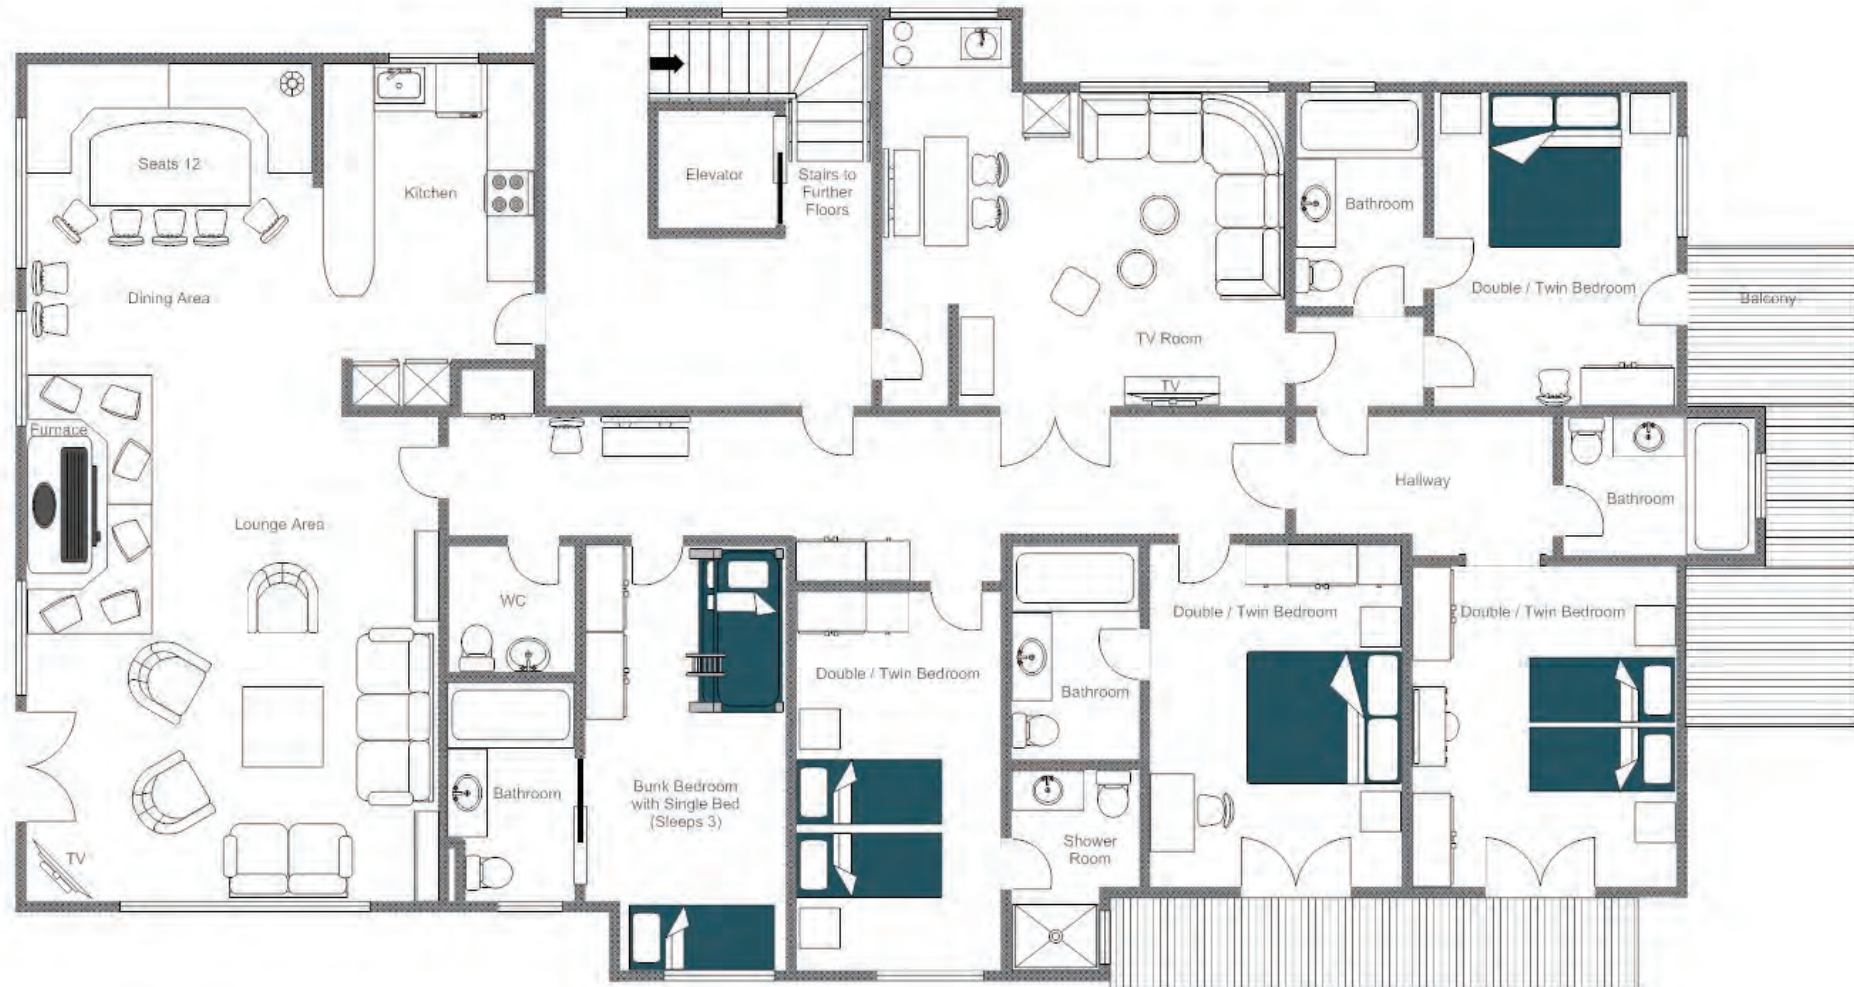 Seats 12
Kitchen
Dining Area
Elevator
Stairs to
Further
Floors
TV Room
TV
Bathroom
Double / Twin Bedroom
Balcony
Furnace
Lounge Area
Hallway
Bathroom
WC
Double / Twin Bedroom
Double / Twin Bedroom
Double / Twin Bedroom
Bathroom
Bathroom
Bunk Bedroom
with Single Bed
(Sleeps 3)
Shower
Room
TV